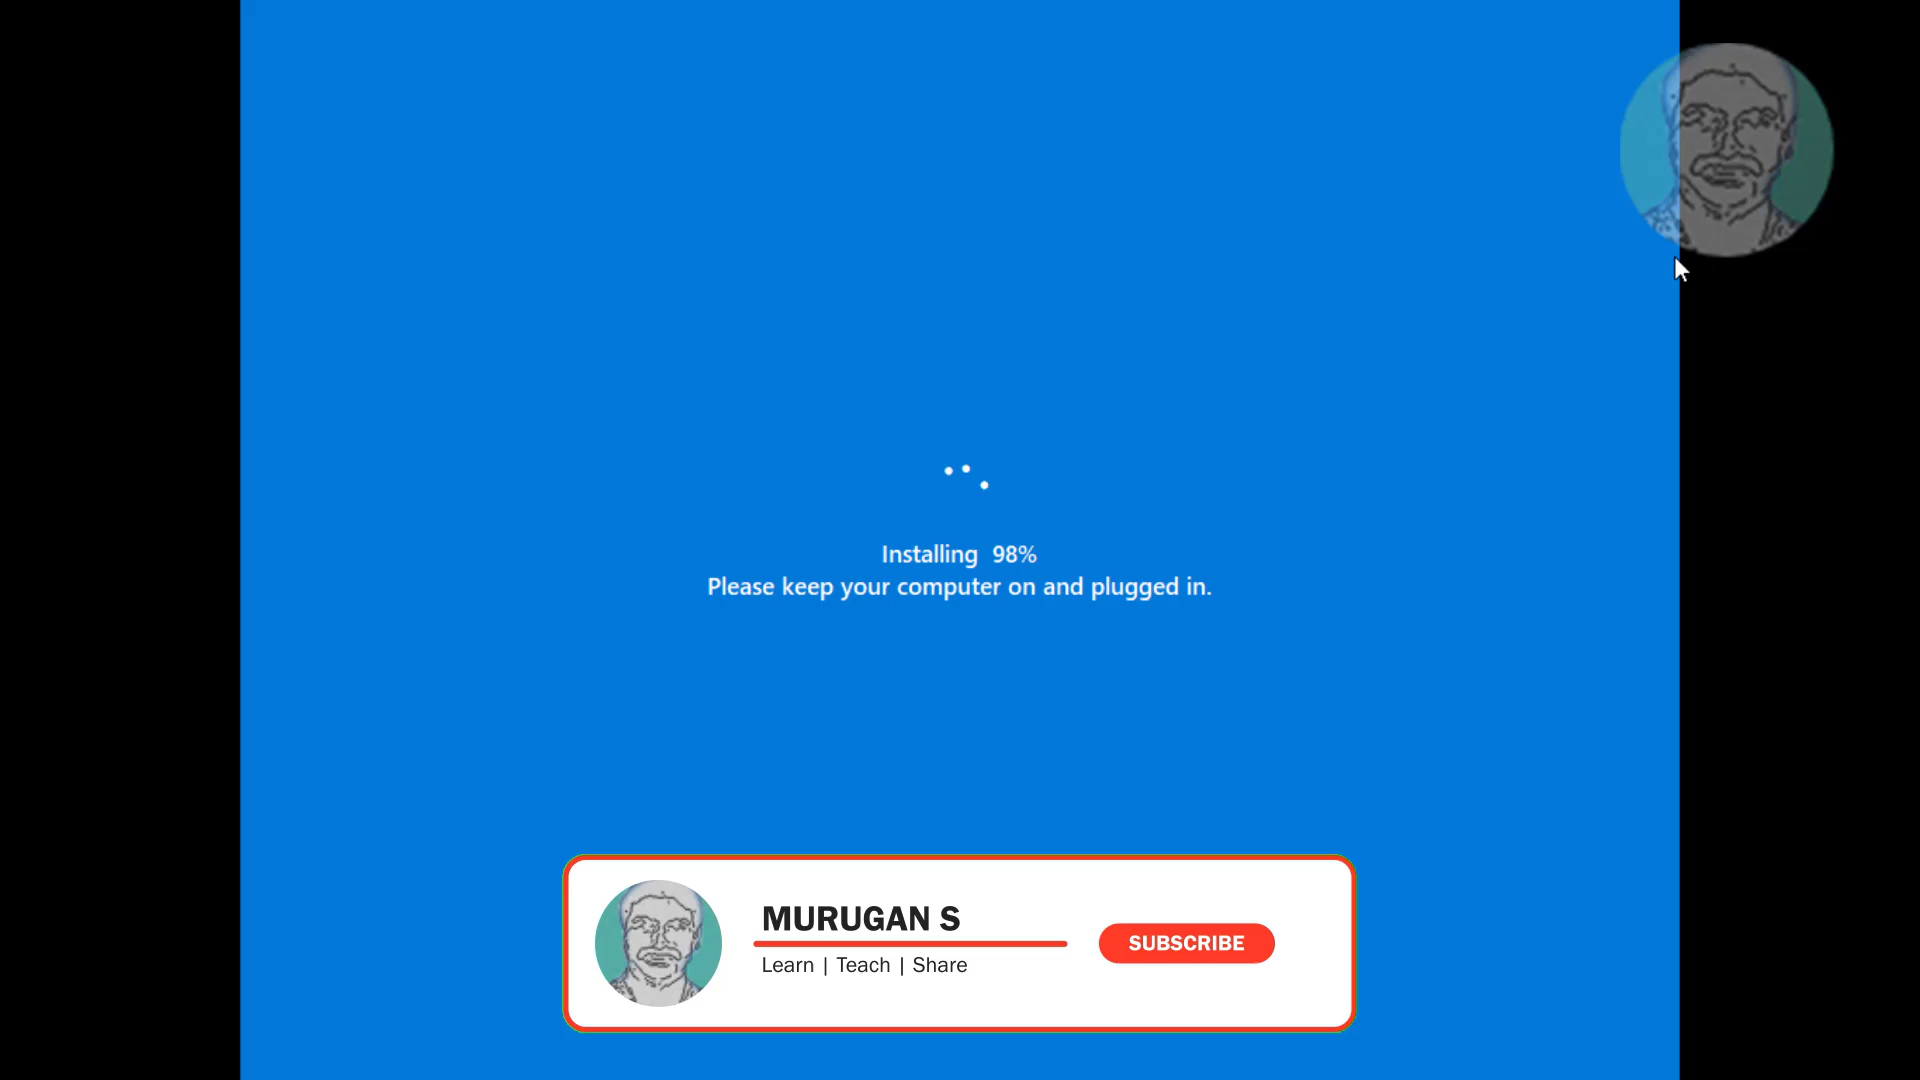 Installing 98%
Please keep your computer on and plugged in.
MURUGAN S
Learn | Teach | Share
SUBSCRIBE